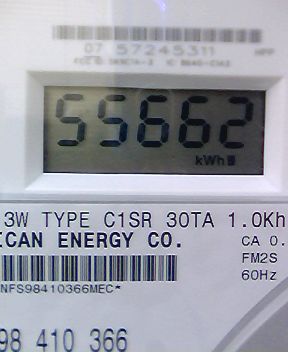 07 57245311 HPP
55662
kWh
3W TYPE C1SR 30TA 1.0Kh
ICAN ENERGY CO.
CA 0.
FM2S
60Hz
NFS98410366MEC*
98 410 366